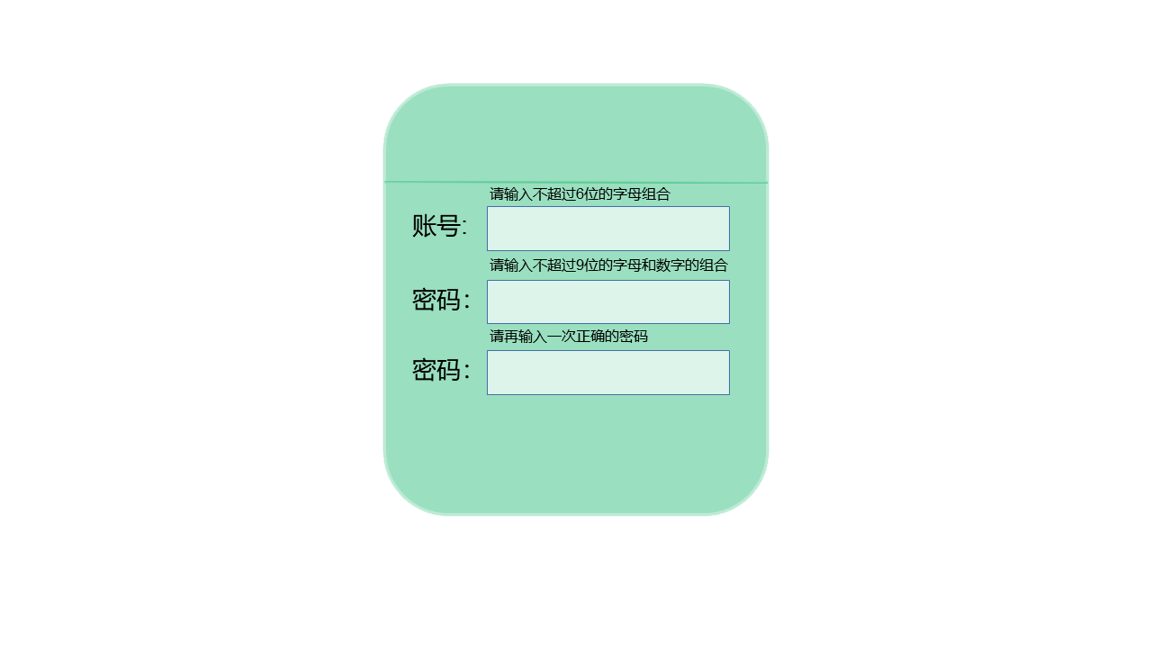 请输入不超过6位的字母组合
账号:
请输入不超过9位的字母和数字的组合
密码：
请再输入一次正确的密码
密码：